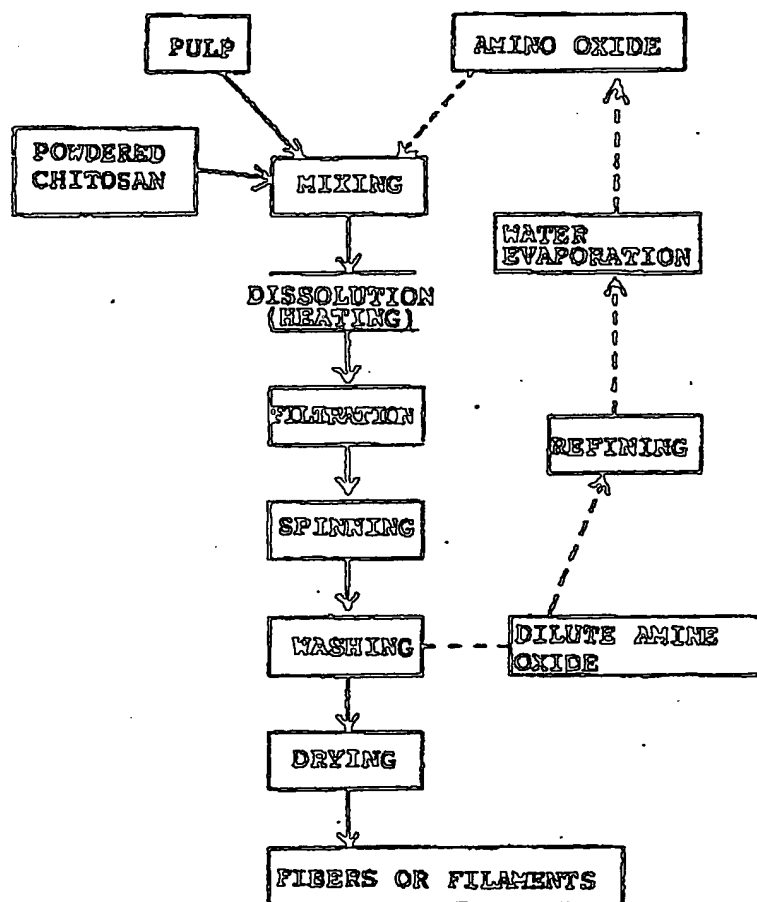 PULP
AMINO OXIDE
POWDERED
CHITOSAN
MIXING
WATER
EVAPORATION
DISSOLUTION
(HEATING)
FILTRATION
REFINING
SPINNING
WASHING
DILUTE AMINE
OXIDE
DRYING
FIBERS OR FILAMENTS